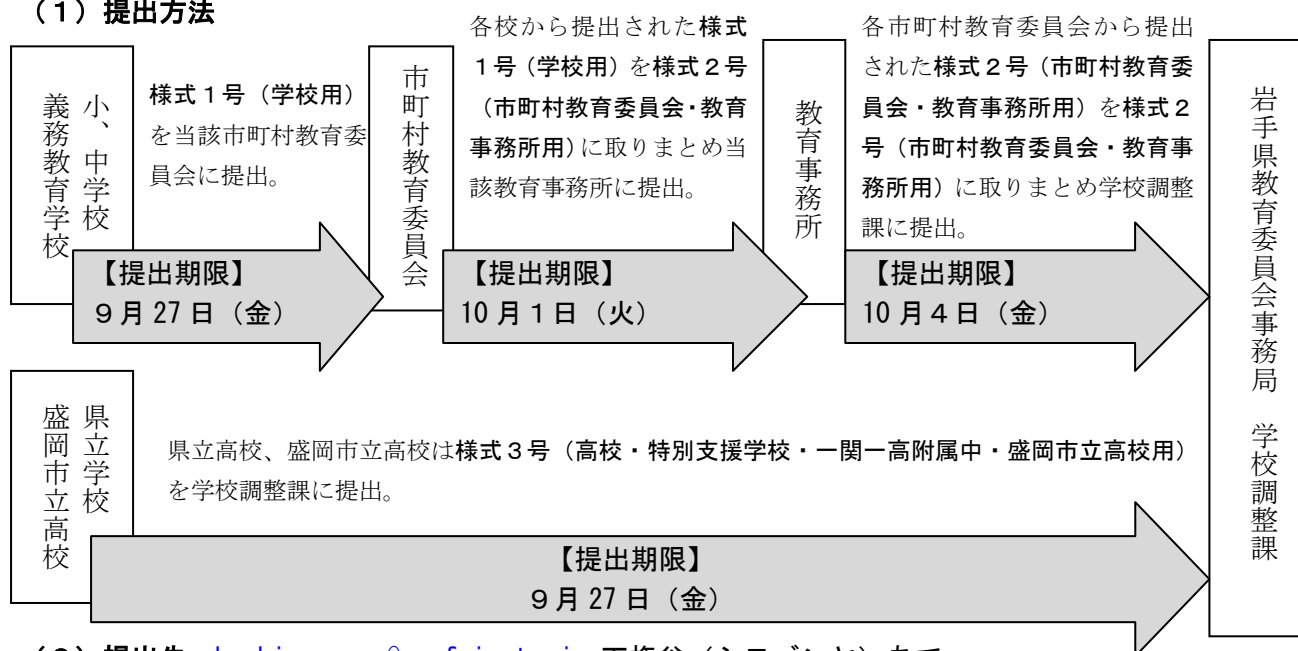 （１）提出方法
小、中学校
義務教育学校
様式１号（学校用）
を当該市町村教育委
員会に提出。
【提出期限】
９月 27 日（金）
市町村教育委員会
各校から提出された様式
１号（学校用）を様式２号
（市町村教育委員会・教育
事務所用）に取りまとめ当
該教育事務所に提出。
【提出期限】
10 月１日（火）
教育事務所
各市町村教育委員会から提出
された様式２号（市町村教育委
員会・教育事務所用）を様式２
号（市町村教育委員会・教育事
務所用）に取りまとめ学校調整
課に提出。
【提出期限】
10 月４日（金）
岩手県教育委員会事務局　学校調整課
県立学校
盛岡市立高校
県立高校、盛岡市立高校は様式３号（高校・特別支援学校・一関一高附属中・盛岡市立高校用）
を学校調整課に提出。
【提出期限】
９月 27 日（金）